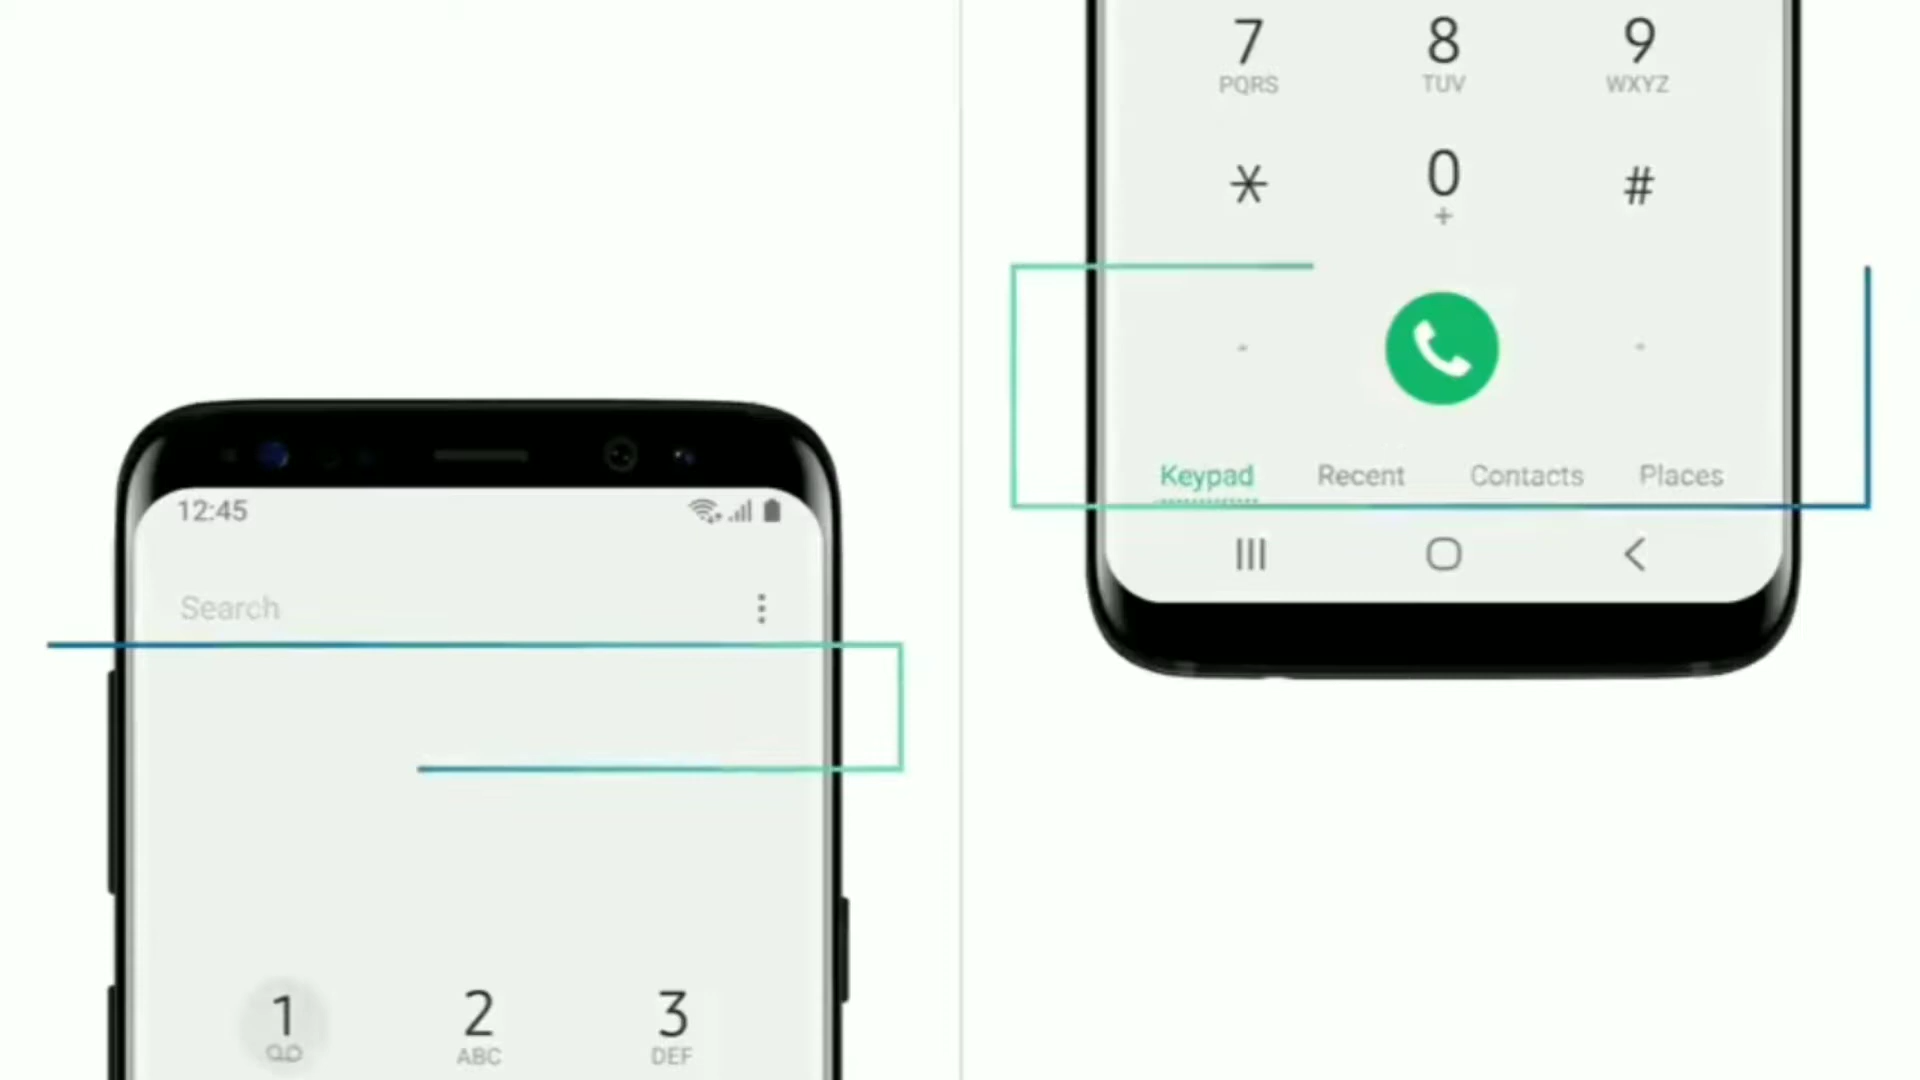 12:45
Search
1 2 3
ABC DEF
7 8 9
PQRS TUV WXYZ
* 0 #
+
Keypad Recent Contacts Places